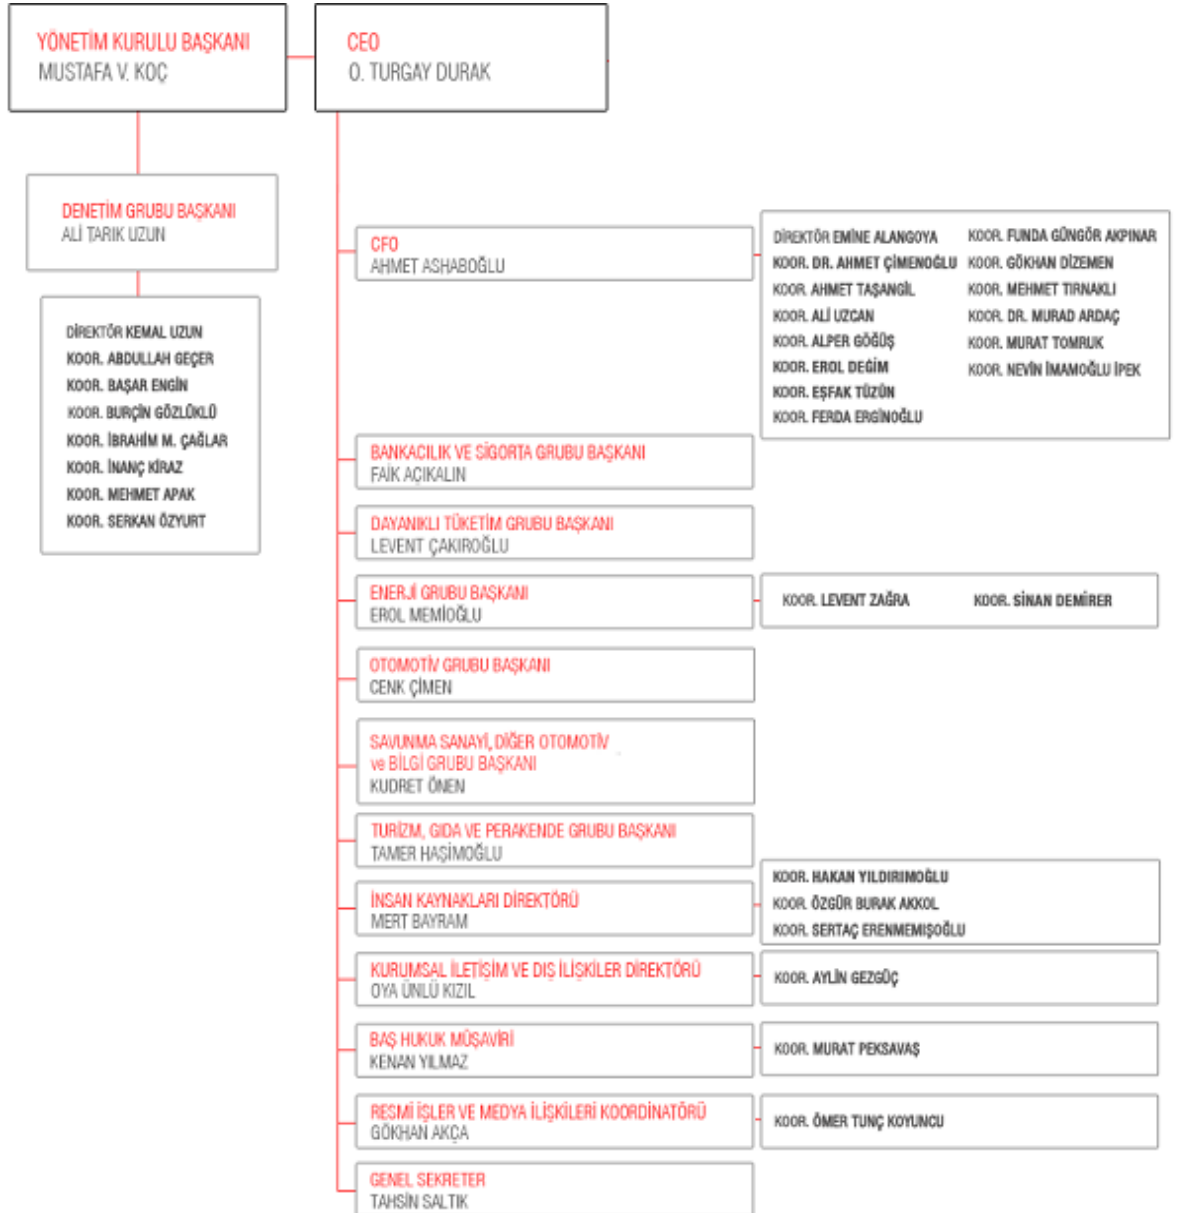 YÖNETİM KURULU BAŞKANI
MUSTAFA V. KOÇ
CEO
O. TURGAY DURAK
DENETİM GRUBU BAŞKANI
ALİ TARIK UZUN
DİREKTÖR KEMAL UZUN
KOOR. ABDULLAH GEÇER
KOOR. BAŞAR ENGİN
KOOR. BURÇİN GÖZLÜKLÜ
KOOR. İBRAHİM M. ÇAĞLAR
KOOR. İNANÇ KİRAZ
KOOR. MEHMET APAK
KOOR. SERKAN ÖZYURT
CFO
AHMET ASHABOĞLU
DİREKTÖR EMİNE ALANGOYA
KOOR. DR. AHMET ÇİMENOĞLU
KOOR. AHMET TAŞANGİL
KOOR. ALİ UZCAN
KOOR. ALPER GÖĞÜŞ
KOOR. EROL DEĞİM
KOOR. EŞFAK TÜZÜN
KOOR. FERDA ERGİNOĞLU
KOOR. FUNDA GÜNGÖR AKPINAR
KOOR. GÖKHAN DİZEMEN
KOOR. MEHMET TIRNAKLI
KOOR. DR. MURAD ARDAÇ
KOOR. MURAT TOMRUK
KOOR. NEVİN İMAMOĞLU İPEK
BANKACILIK VE SİGORTA GRUBU BAŞKANI
FAİK AÇIKALIN
DAYANIKLI TÜKETİM GRUBU BAŞKANI
LEVENT ÇAKIROĞLU
ENERJİ GRUBU BAŞKANI
EROL MEMİOĞLU
KOOR. LEVENT ZAĞRA
KOOR. SİNAN DEMİRER
OTOMOTİV GRUBU BAŞKANI
CENK ÇİMEN
SAVUNMA SANAYİ, DİĞER OTOMOTİV
ve BİLGİ GRUBU BAŞKANI
KUDRET ÖNEN
TURİZM, GIDA VE PERAKENDE GRUBU BAŞKANI
TAMER HAŞİMOĞLU
İNSAN KAYNAKLARI DİREKTÖRÜ
MERT BAYRAM
KOOR. HAKAN YILDIRIMOĞLU
KOOR. ÖZGÜR BURAK AKKOL
KOOR. SERTAÇ ERENMEMİŞOĞLU
KURUMSAL İLETİŞİM VE DIŞ İLİŞKİLER DİREKTÖRÜ
OYA ÜNLÜ KIZIL
KOOR. AYLİN GEZGÜÇ
BAŞ HUKUK MÜŞAVİRİ
KENAN YILMAZ
KOOR. MURAT PEKSAVAŞ
RESMİ İŞLER VE MEDYA İLİŞKİLERİ KOORDİNATÖRÜ
GÖKHAN AKÇA
KOOR. ÖMER TUNÇ KOYUNCU
GENEL SEKRETER
TAHSİN SALTIK